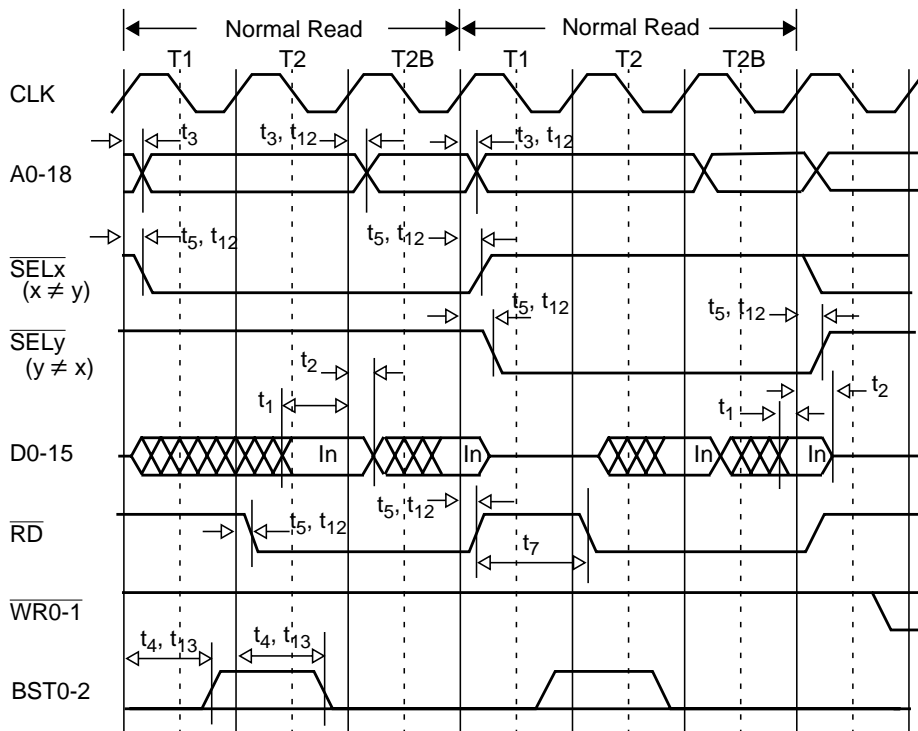 Normal Read Normal Read
T1 T2 T2B T1 T2 T2B
CLK
t3 t3, t12 t3, t12
A0-18
t5, t12 t5, t12
SELx
(x ≠ y)
t5, t12 t5, t12
SELy
(y ≠ x)
t2 t2
t1 t1
D0-15 In In In In
t5, t12
RD t5, t12
t7
WR0-1
t4, t13 t4, t13
BST0-2